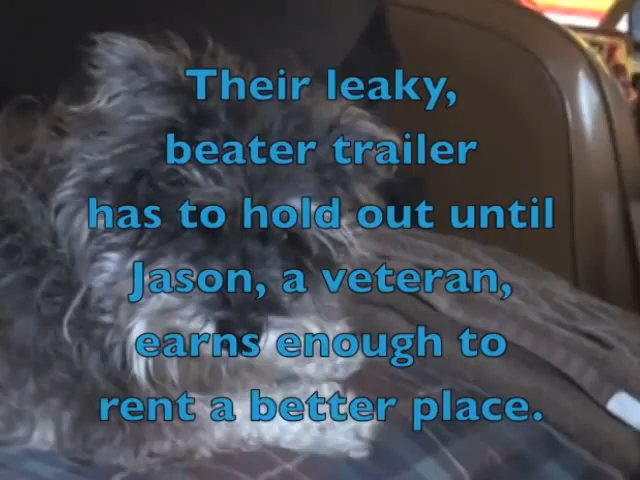 Their leaky,
beater trailer
has to hold out until
Jason, a veteran,
earns enough to
rent a better place.